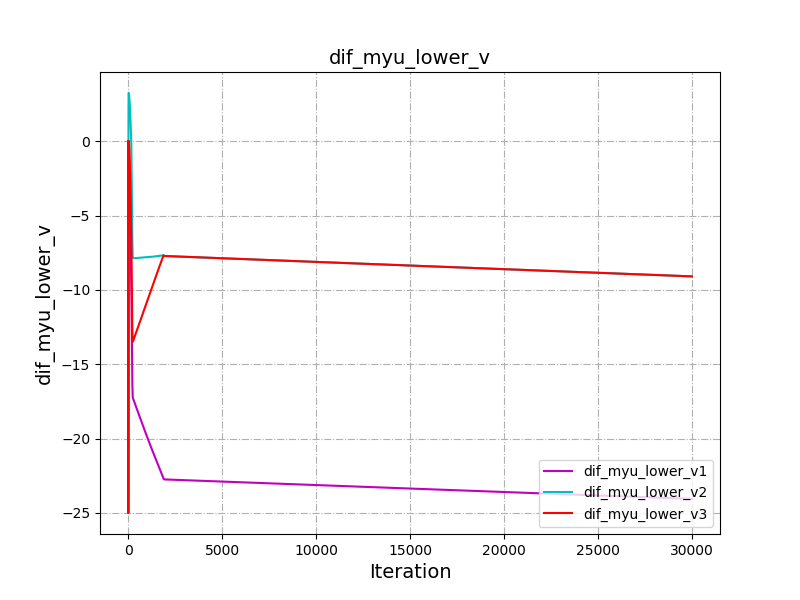 dif_myu_lower_v
dif_myu_lower_v
0
−5
−10
−15
−20
−25
dif_myu_lower_v1
dif_myu_lower_v2
dif_myu_lower_v3
0 5000 10000 15000 20000 25000 30000
Iteration